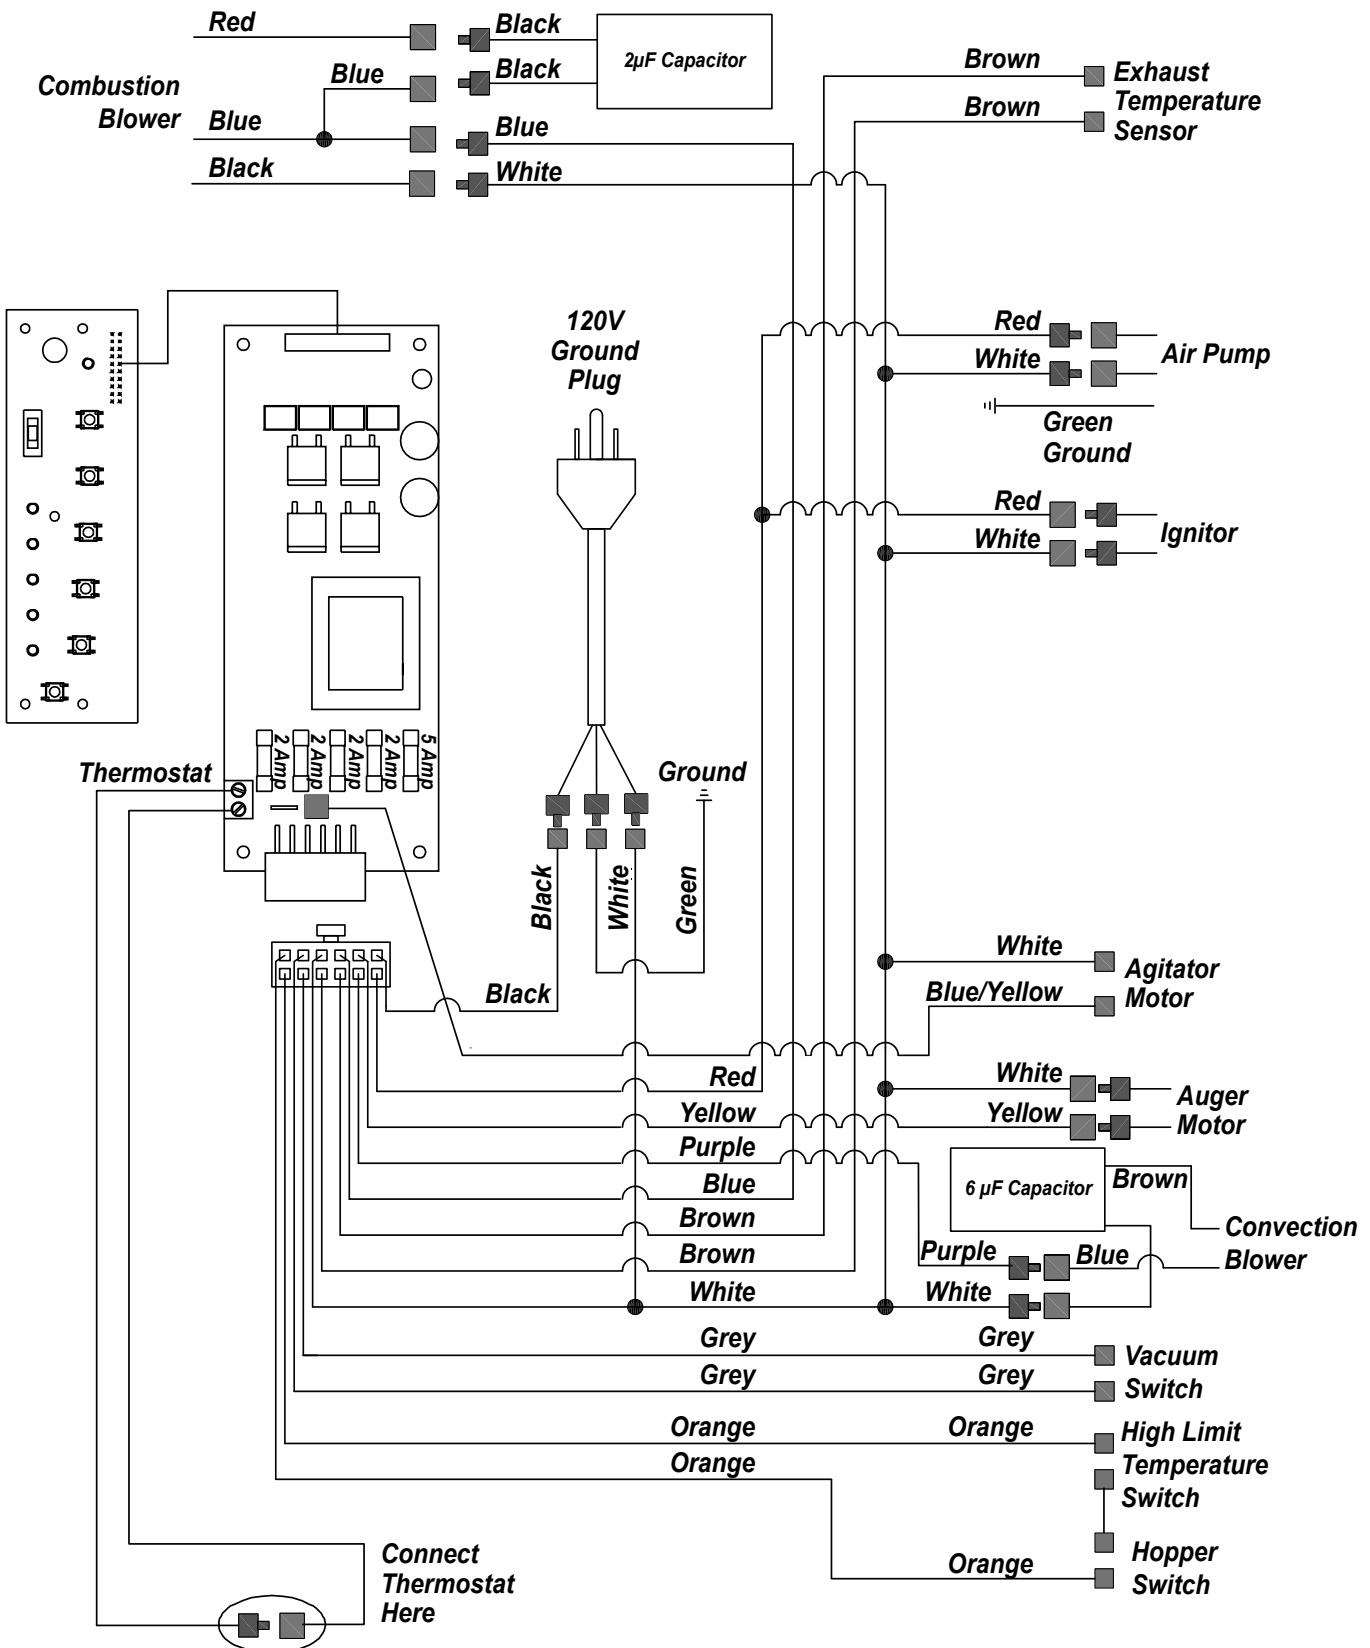 Red
Black
2µF Capacitor
Combustion
Blower
Blue
Black
Blue
Blue
Black
White
Brown
Exhaust
Temperature
Sensor
Brown
120V
Ground
Plug
Red
Air Pump
White
Green
Ground
Red
Ignitor
White
2 Amp
2 Amp
2 Amp
2 Amp
5 Amp
Thermostat
Ground
Black
White
Green
Black
White
Agitator
Motor
Blue/Yellow
Red
White
Auger
Motor
Yellow
Yellow
Purple
6 µF Capacitor
Brown
Blue
Brown
Convection
Blower
Purple
Blue
Brown
White
White
Grey
Grey
Vacuum
Switch
Grey
Grey
Orange
Orange
High Limit
Temperature
Switch
Orange
Orange
Hopper
Switch
Connect
Thermostat
Here